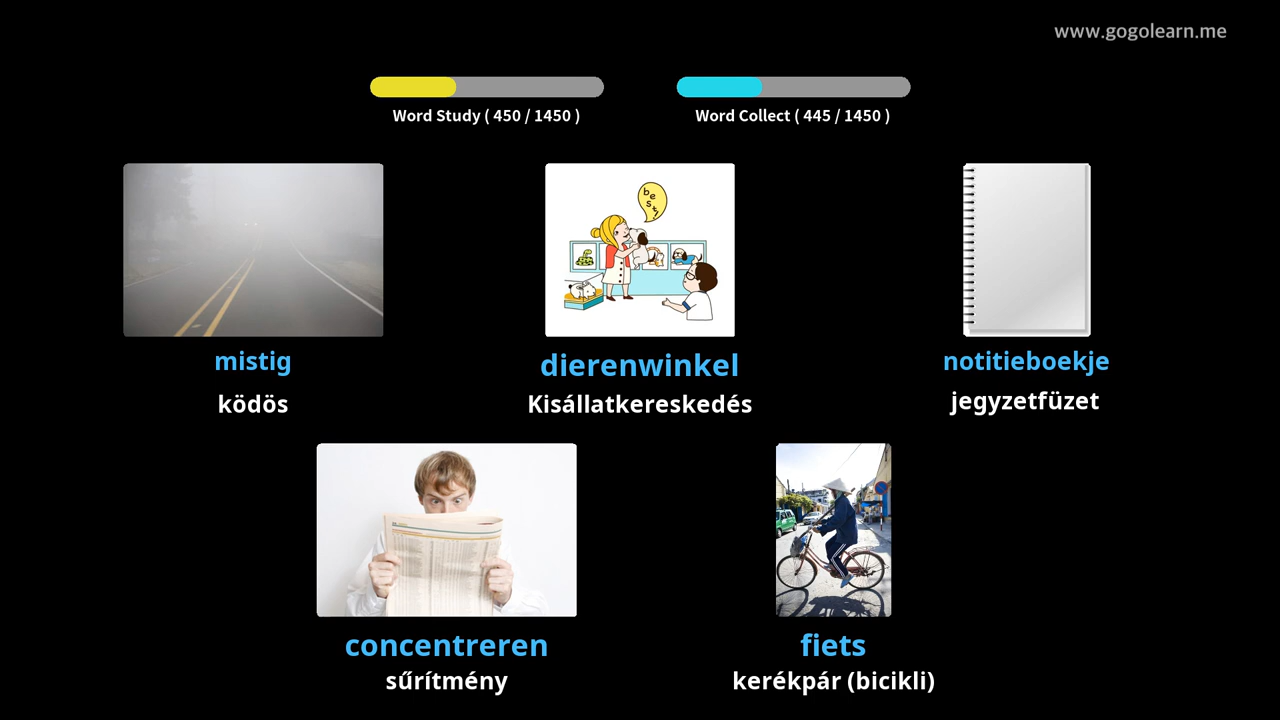 www.gogolearn.me
Word Study ( 450 / 1450 )
Word Collect ( 445 / 1450 )
best
mistig
ködös
dierenwinkel
Kisállatkereskedés
notitieboekje
jegyzetfüzet
concentreren
sűrítmény
fiets
kerékpár (bicikli)